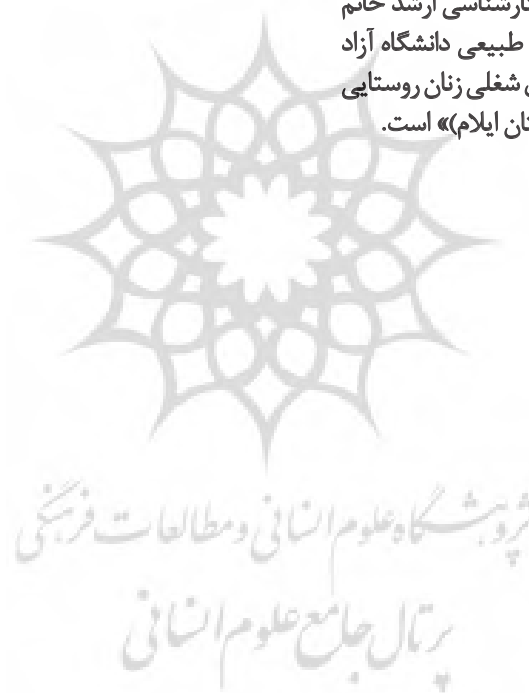 کارشناسی ارشد خانم
طبیعی دانشگاه آزاد
شغلی زنان روستایی
ایلام)» است.
پژوهشگاه علوم انسانی و مطالعات فرهنگی
پرتال جامع علوم انسانی